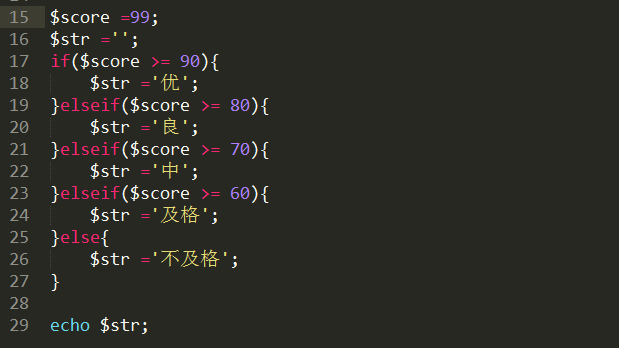 15 $score =99;
16 $str ='';
17 if($score >= 90){
18     $str ='优';
19 }elseif($score >= 80){
20     $str ='良';
21 }elseif($score >= 70){
22     $str ='中';
23 }elseif($score >= 60){
24     $str ='及格';
25 }else{
26     $str ='不及格';
27 }
28
29 echo $str;